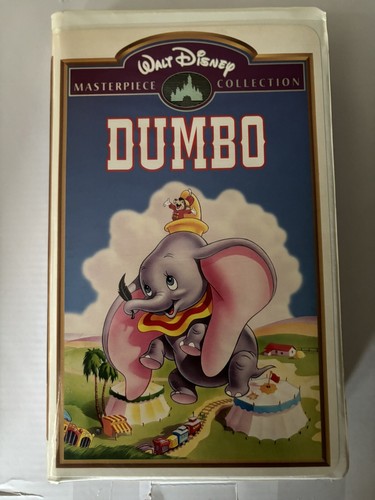 Walt Disney
MASTERPIECE COLLECTION
DUMBO